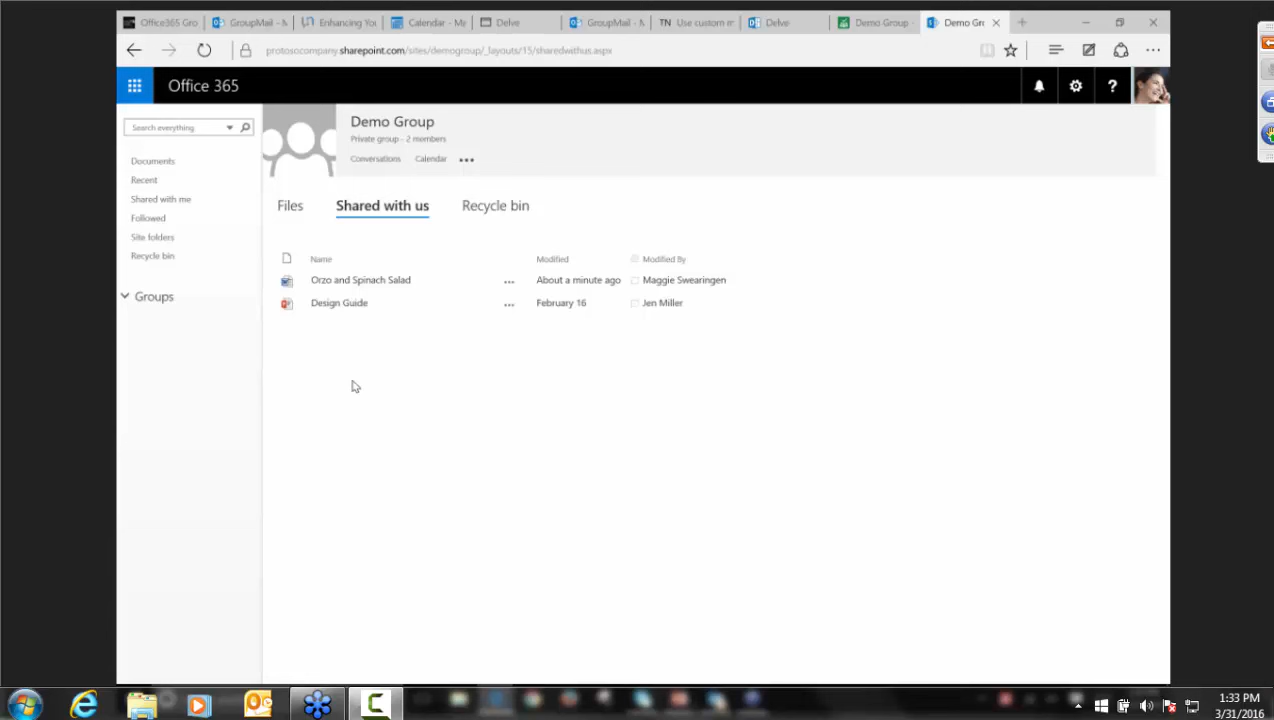 Office365 Gro
GroupMail - M
Enhancing You
Calendar - Me
Delve
GroupMail - M
TN Use custom m
Delve
Demo Group -
Demo Gr
protosocompany.sharepoint.com/sites/demogroup/_layouts/15/sharedwithus.aspx
Office 365
?
Search everything
Documents
Recent
Shared with me
Followed
Site folders
Recycle bin
Groups
Demo Group
Private group - 2 members
Conversations Calendar
Files Shared with us Recycle bin
Name Modified Modified By
Orzo and Spinach Salad About a minute ago Maggie Swearingen
Design Guide February 16 Jen Miller
1:33 PM
3/31/2016